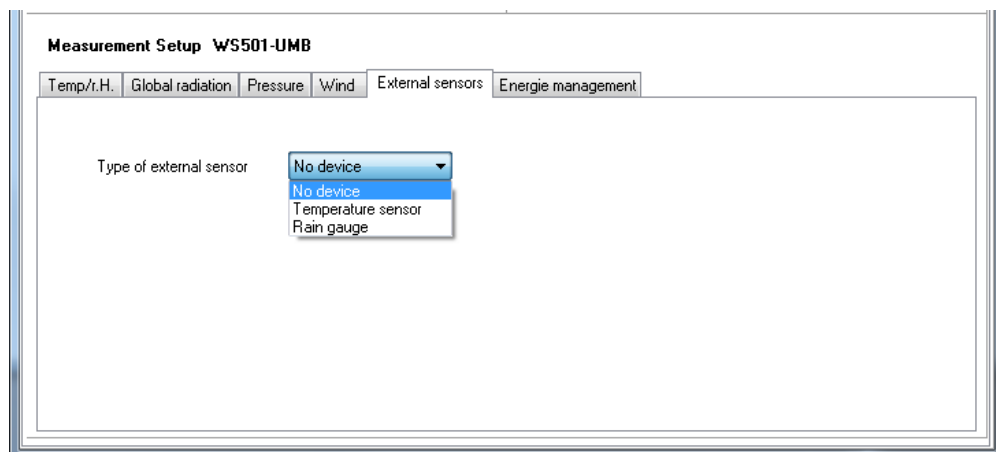 Measurement Setup WS501-UMB
Temp/r.H. Global radiation Pressure Wind External sensors Energie management
Type of external sensor No device
No device
Temperature sensor
Rain gauge